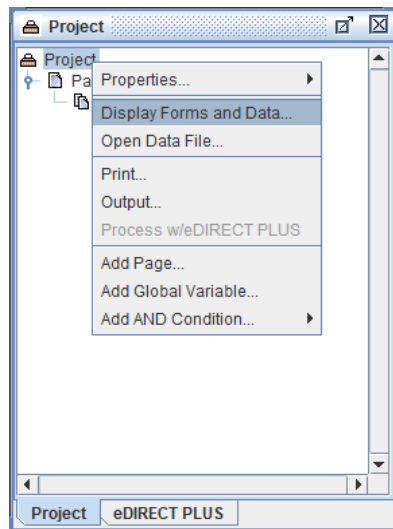 Project
Project
Pa
Properties...
Display Forms and Data...
Open Data File...
Print...
Output...
Process w/eDIRECT PLUS
Add Page...
Add Global Variable...
Add AND Condition...
Project
eDIRECT PLUS